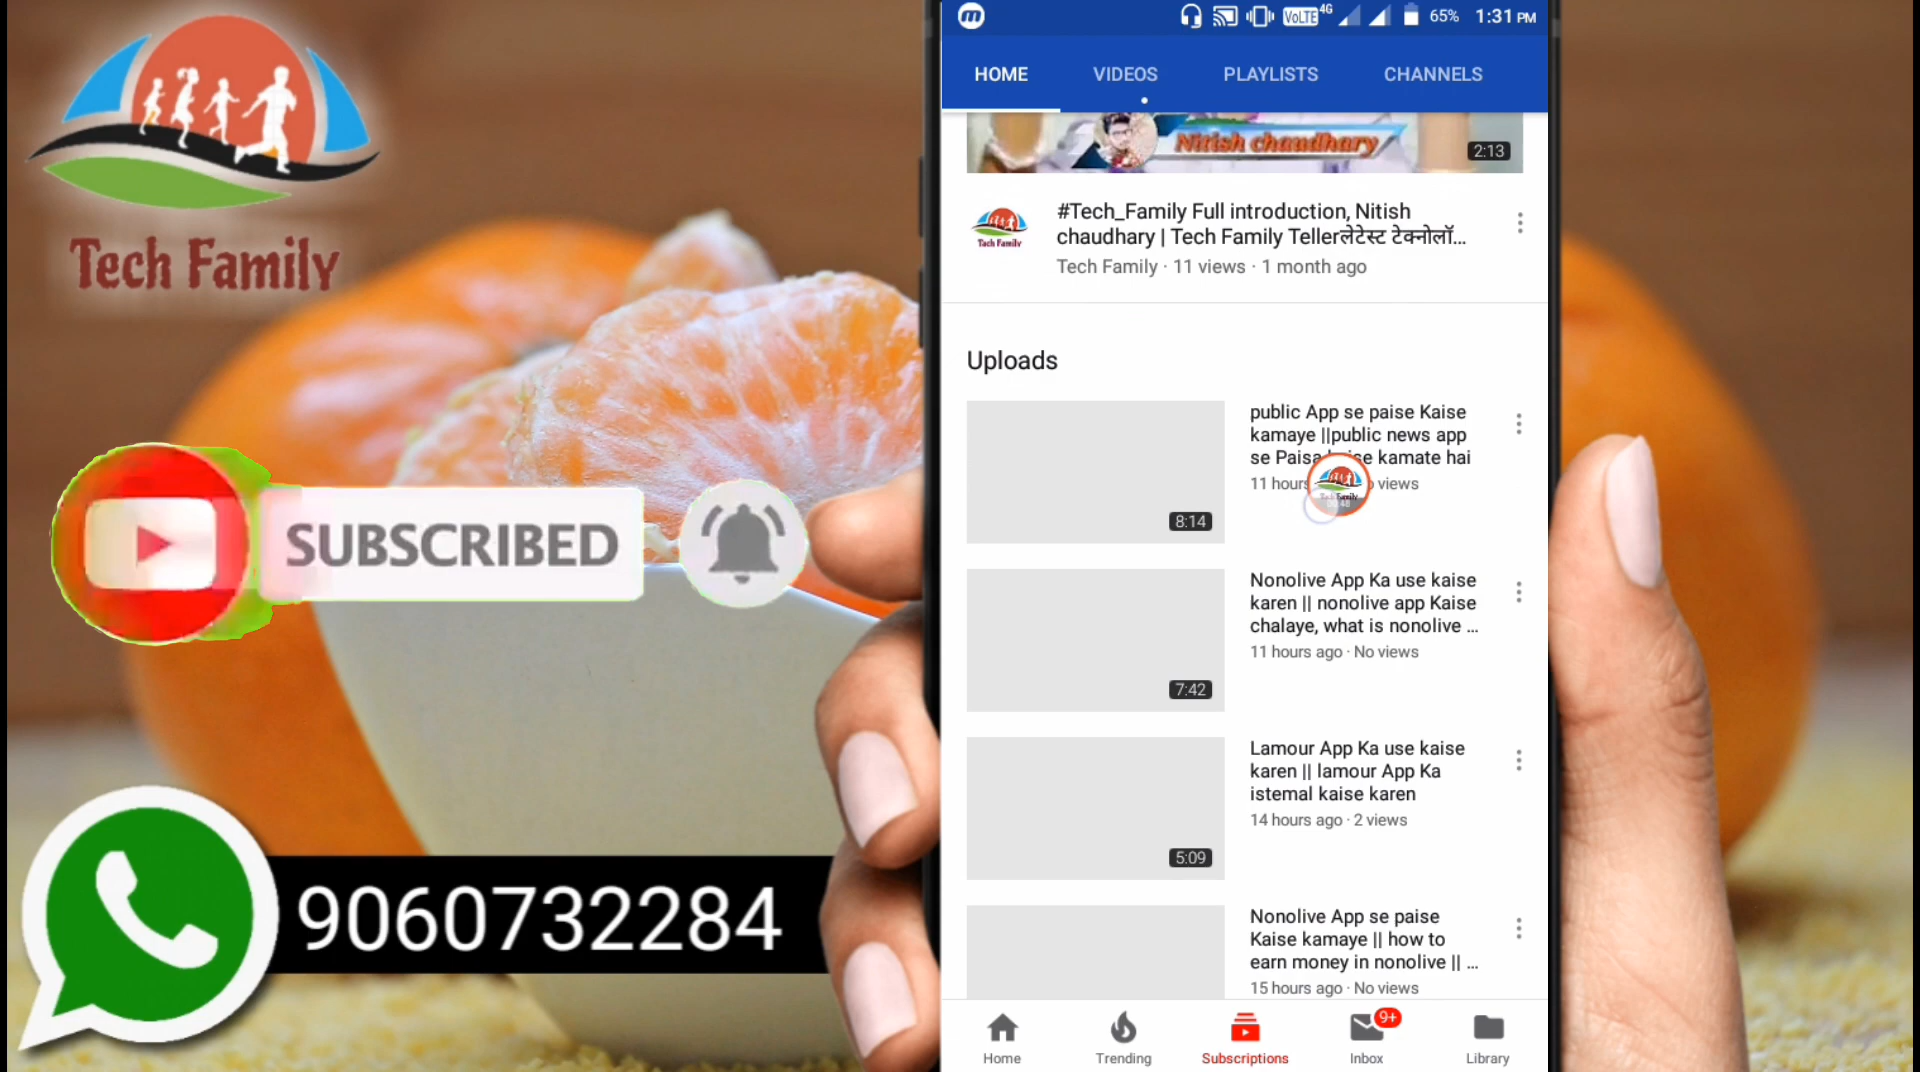 Tech Family
SUBSCRIBED
9060732284
VoLTE 4G 65% 1:31 PM
HOME VIDEOS PLAYLISTS CHANNELS
Nitish chaudhary
2:13
#Tech_Family Full introduction, Nitish
chaudhary | Tech Family Tellerलेटेस्ट टेक्नोलॉ...
Tech Family · 11 views · 1 month ago
Uploads
public App se paise Kaise
kamaye ||public news app
se Paisa kaise kamate hai
11 hours views
8:14
Nonolive App Ka use kaise
karen || nonolive app Kaise
chalaye, what is nonolive ...
11 hours ago · No views
7:42
Lamour App Ka use kaise
karen || lamour App Ka
istemal kaise karen
14 hours ago · 2 views
5:09
Nonolive App se paise
Kaise kamaye || how to
earn money in nonolive || ...
15 hours ago · No views
9+
Home Trending Subscriptions Inbox Library